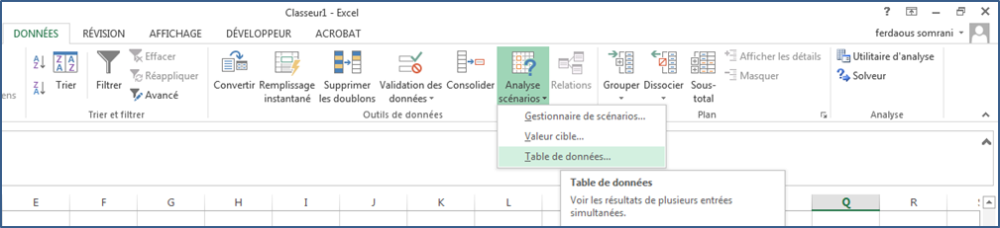 Classeur1 - Excel
DONNÉES RÉVISION AFFICHAGE DÉVELOPPEUR ACROBAT
ferdaous somrani
ens
Trier
Filtrer
Effacer
Réappliquer
Avancé
Convertir
Remplissage
instantané
Supprimer
les doublons
Validation des
données
Consolider
Analyse
scénarios
Relations
Grouper
Dissocier
Sous-
total
Afficher les détails
Masquer
Utilitaire d'analyse
Solveur
Trier et filtrer
Outils de données
Plan
Analyse
Gestionnaire de scénarios...
Valeur cible...
Table de données...
Table de données
Voir les résultats de plusieurs entrées
simultanées.
E F G H I J K L Q R